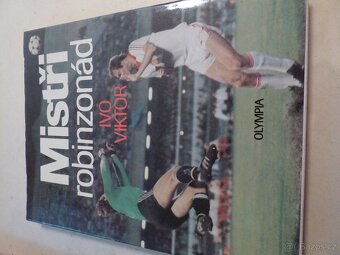 Mistři
robinzonád
IVO
VIKTOR
OLYMPIA